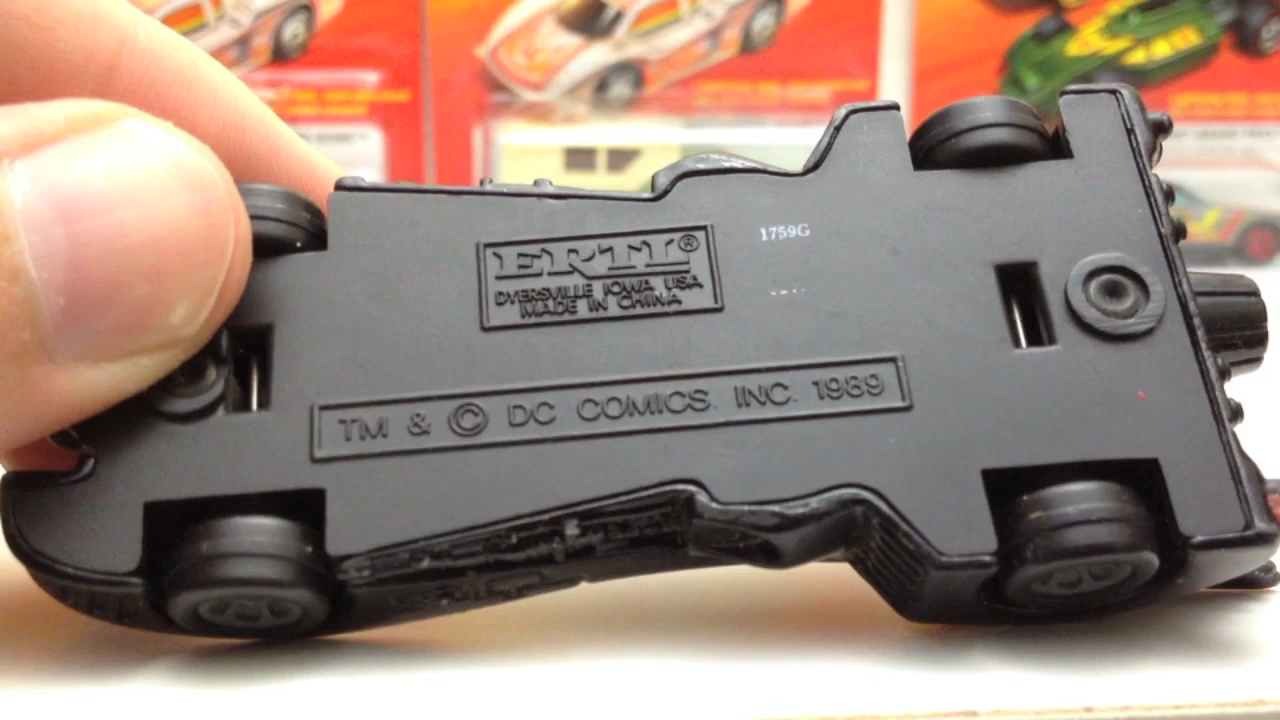 ERTL®
DYERSVILLE IOWA USA
MADE IN CHINA
1759G
TM & © DC COMICS. INC. 1989